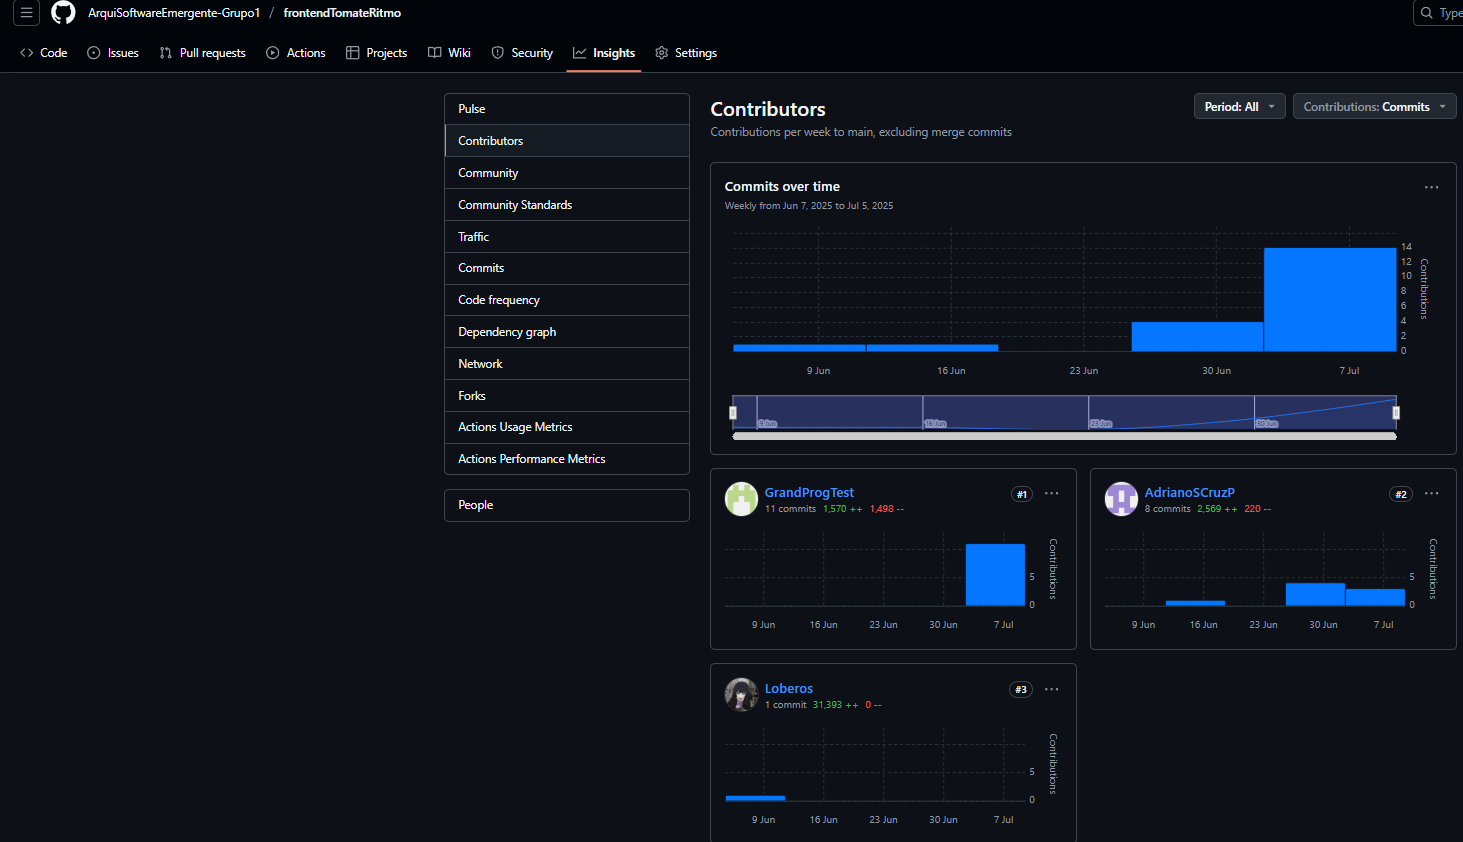 ArquiSoftwareEmergente-Grupo1 / frontendTomateRitmo
Type
Code Issues Pull requests Actions Projects Wiki Security Insights Settings
Pulse
Contributors
Community
Community Standards
Traffic
Commits
Code frequency
Dependency graph
Network
Forks
Actions Usage Metrics
Actions Performance Metrics
People
Contributors
Contributions per week to main, excluding merge commits
Period: All
Contributions: Commits
Commits over time
Weekly from Jun 7, 2025 to Jul 5, 2025
14
12
10
8
6
4
2
0
Contributions
9 Jun 16 Jun 23 Jun 30 Jun 7 Jul
9 Jun 16 Jun 23 Jun 30 Jun
GrandProgTest
#1
11 commits 1,570 ++ 1,498 --
5
0
Contributions
9 Jun 16 Jun 23 Jun 30 Jun 7 Jul
AdrianoSCruzP
#2
8 commits 2,569 ++ 220 --
5
0
Contributions
9 Jun 16 Jun 23 Jun 30 Jun 7 Jul
Loberos
#3
1 commit 31,393 ++ 0 --
5
0
Contributions
9 Jun 16 Jun 23 Jun 30 Jun 7 Jul